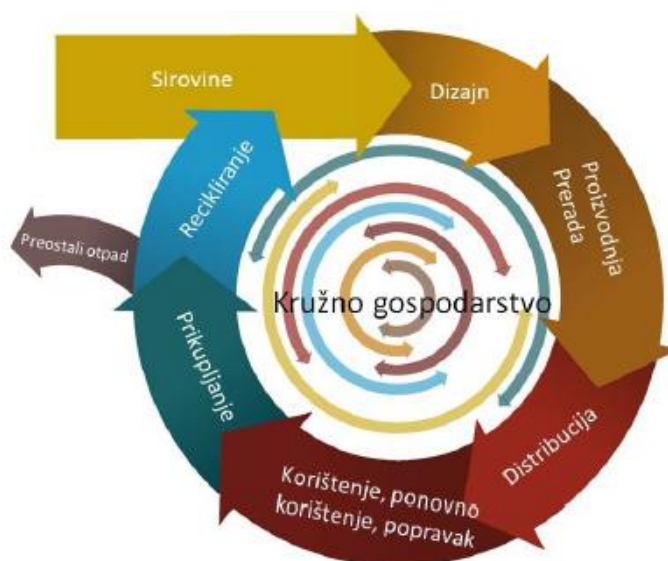 Sirovine
Dizajn
Proizvodnja
Prerada
Distribucija
Korištenje, ponovno
korištenje, popravak
Prikupljanje
Preostali otpad
Recikliranje
Kružno gospodarstvo